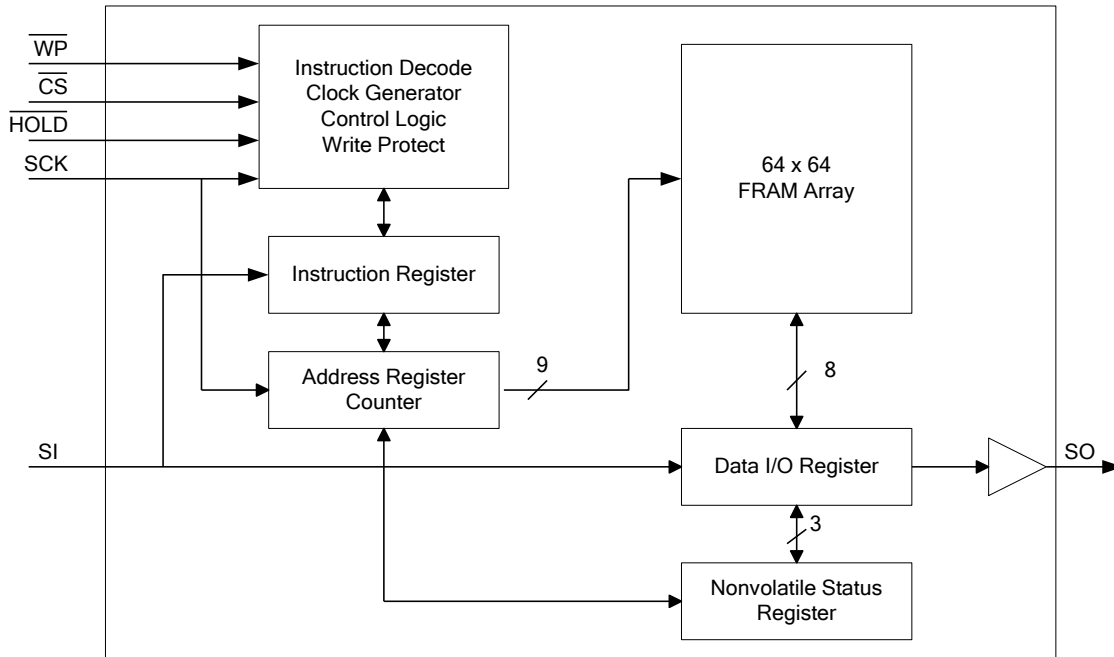 WP
CS
HOLD
SCK
Instruction Decode
Clock Generator
Control Logic
Write Protect
64 x 64
FRAM Array
Instruction Register
Address Register
Counter
9
8
SI
Data I/O Register
SO
3
Nonvolatile Status
Register